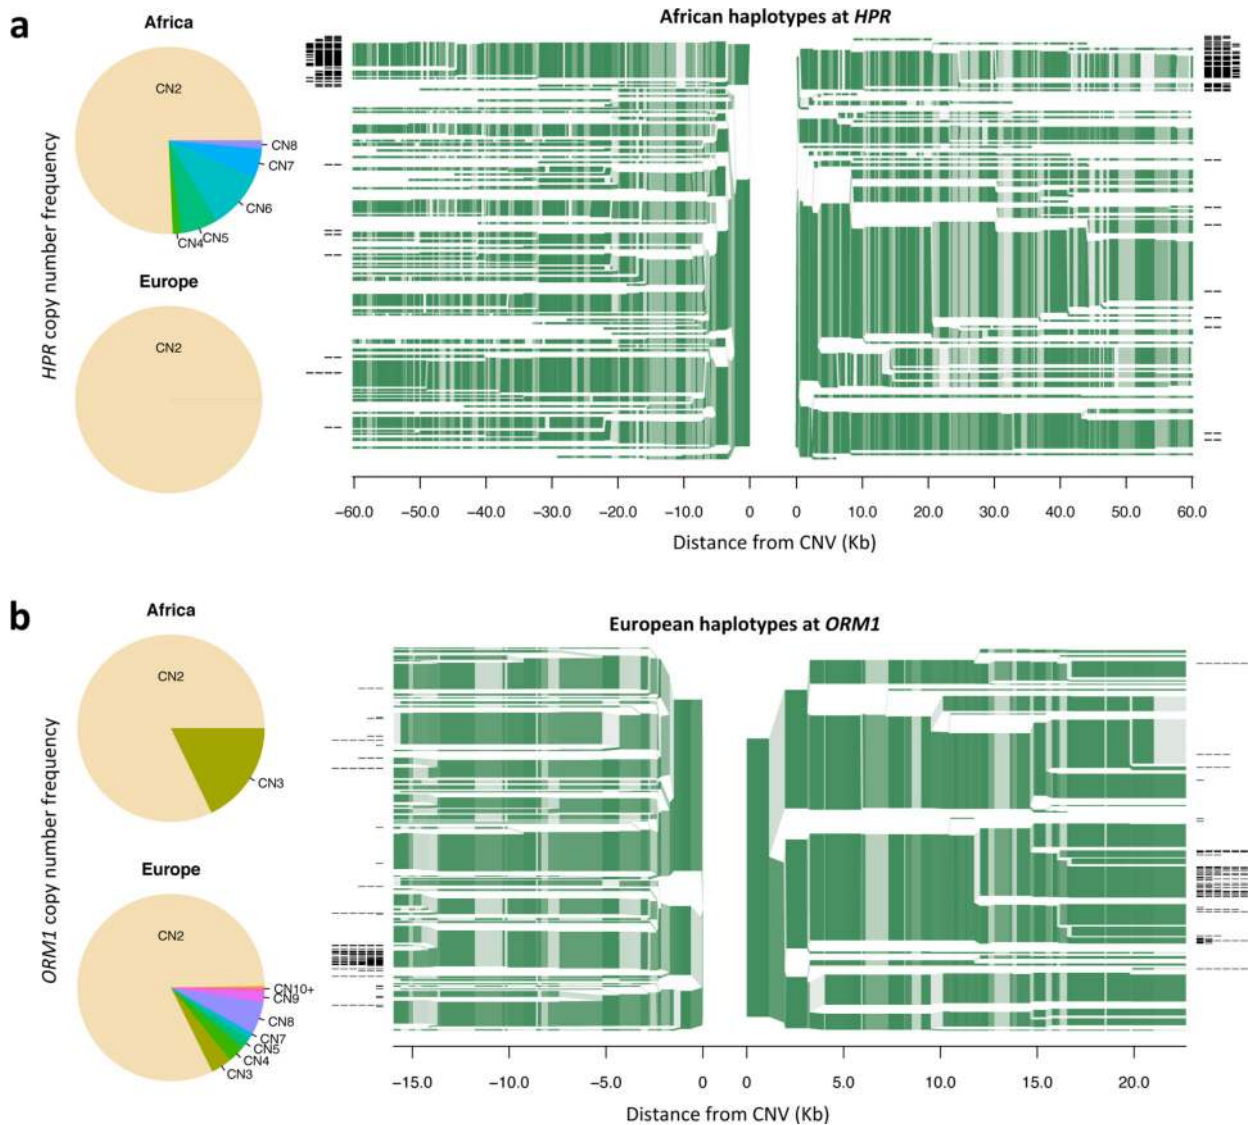 a
Africa
CN2
CN8
CN7
CN6
CN5
CN4
HPR copy number frequency
Europe
CN2
African haplotypes at HPR
−60.0 −50.0 −40.0 −30.0 −20.0 −10.0 0 0 10.0 20.0 30.0 40.0 50.0 60.0
Distance from CNV (Kb)
b
Africa
CN2
CN3
ORM1 copy number frequency
Europe
CN2
CN10+
CN9
CN8
CN7
CN5
CN4
CN3
European haplotypes at ORM1
−15.0 −10.0 −5.0 0 0 5.0 10.0 15.0 20.0
Distance from CNV (Kb)